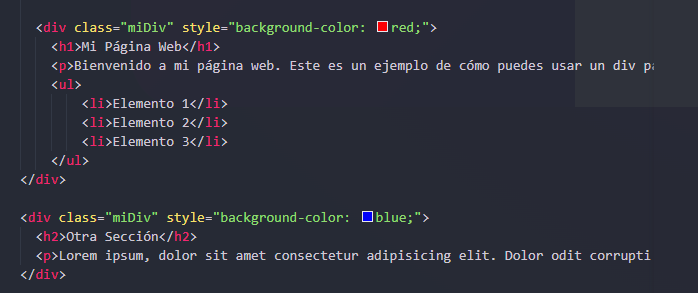 <div class="miDiv" style="background-color: red;">
<h1>Mi Página Web</h1>
<p>Bienvenido a mi página web. Este es un ejemplo de cómo puedes usar un div
<ul>
<li>Elemento 1</li>
<li>Elemento 2</li>
<li>Elemento 3</li>
</ul>
</div>
<div class="miDiv" style="background-color: blue;">
<h2>Otra Sección</h2>
<p>Lorem ipsum, dolor sit amet consectetur adipisicing elit. Dolor odit corrupti
</div>